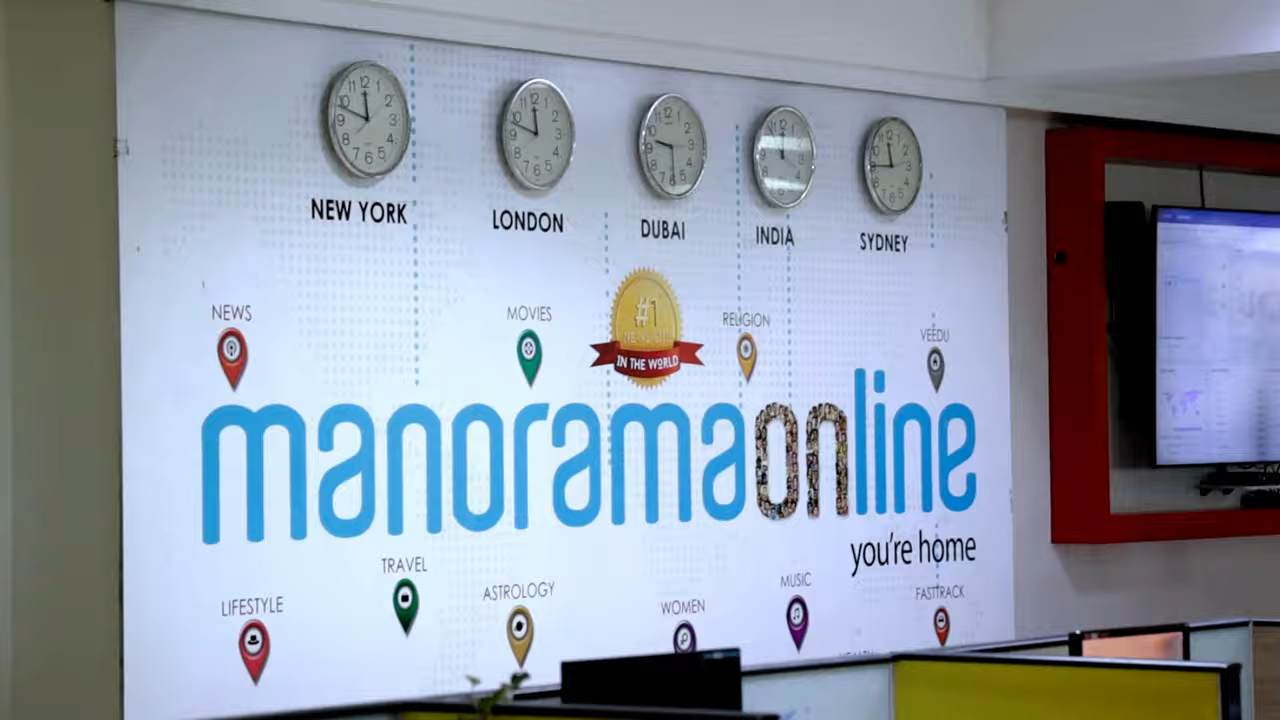 NEW YORK
LONDON
DUBAI
INDIA
SYDNEY
NEWS
MOVIES
#1
IN THE WORLD
RELIGION
VEEDU
manoramaonline
you're home
TRAVEL
LIFESTYLE
ASTROLOGY
WOMEN
MUSIC
FASTTRACK